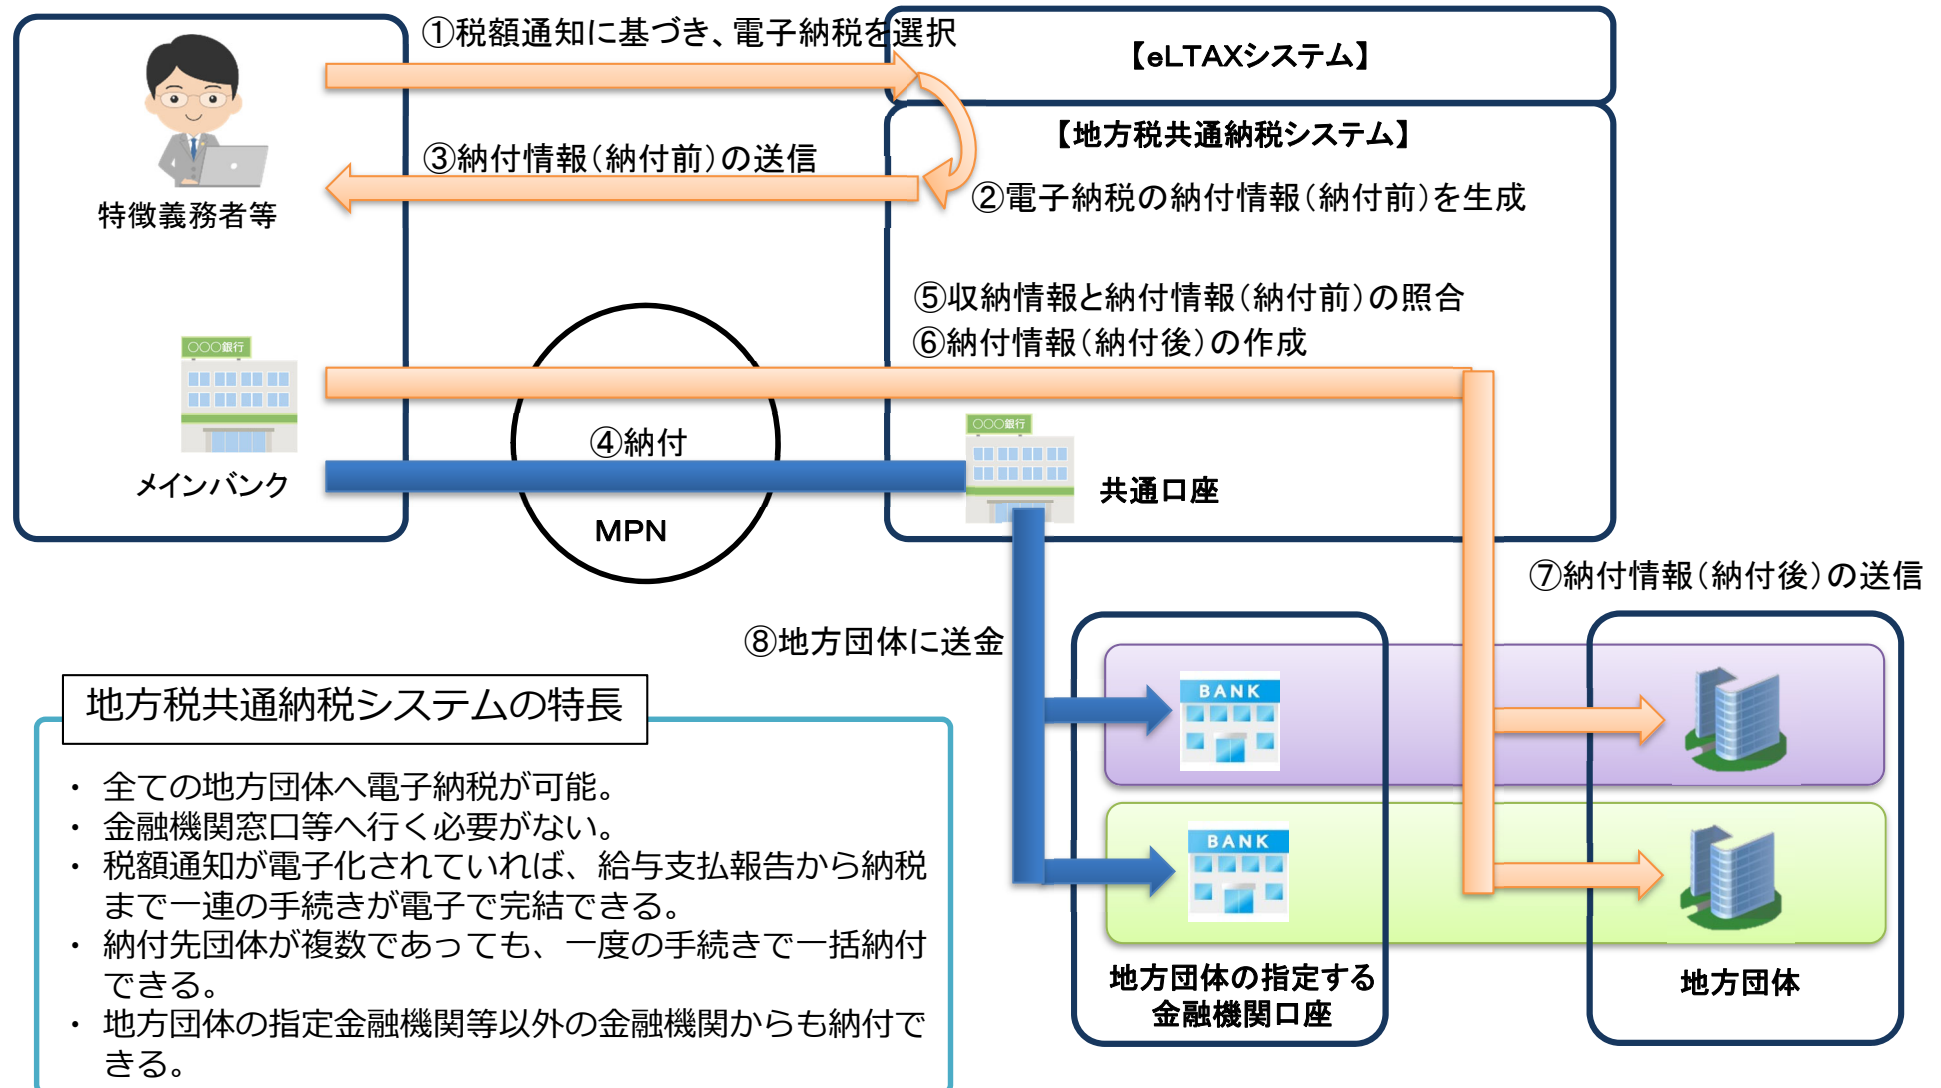 ①税額通知に基づき、電子納税を選択
【eLTAXシステム】
【地方税共通納税システム】
③納付情報（納付前）の送信
②電子納税の納付情報（納付前）を生成
特徴義務者等
⑤収納情報と納付情報（納付前）の照合
⑥納付情報（納付後）の作成
〇〇〇銀行
④納付
〇〇〇銀行
メインバンク
共通口座
MPN
⑦納付情報（納付後）の送信
⑧地方団体に送金
BANK
BANK
地方団体の指定する
金融機関口座
地方団体
地方税共通納税システムの特長
・ 全ての地方団体へ電子納税が可能。
・ 金融機関窓口等へ行く必要がない。
・ 税額通知が電子化されていれば、給与支払報告から納税
まで一連の手続きが電子で完結できる。
・ 納付先団体が複数であっても、一度の手続きで一括納付
できる。
・ 地方団体の指定金融機関等以外の金融機関からも納付で
きる。